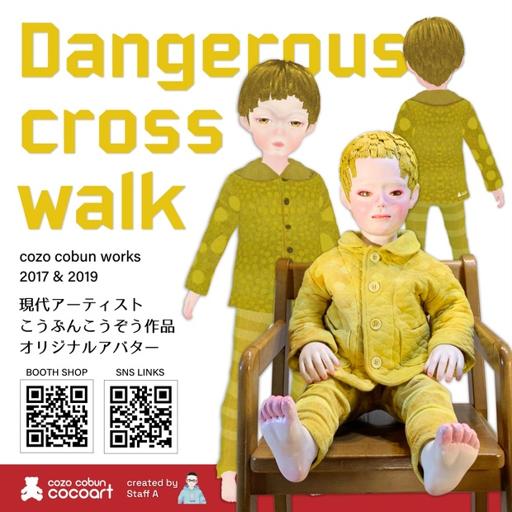 Dangerous
cross
walk
cozo cobun works
2017 & 2019
現代アーティスト
こうぶんこうぞう作品
オリジナルアバター
BOOTH SHOP
SNS LINKS
cozo cobun
cocoart
created by
Staff A